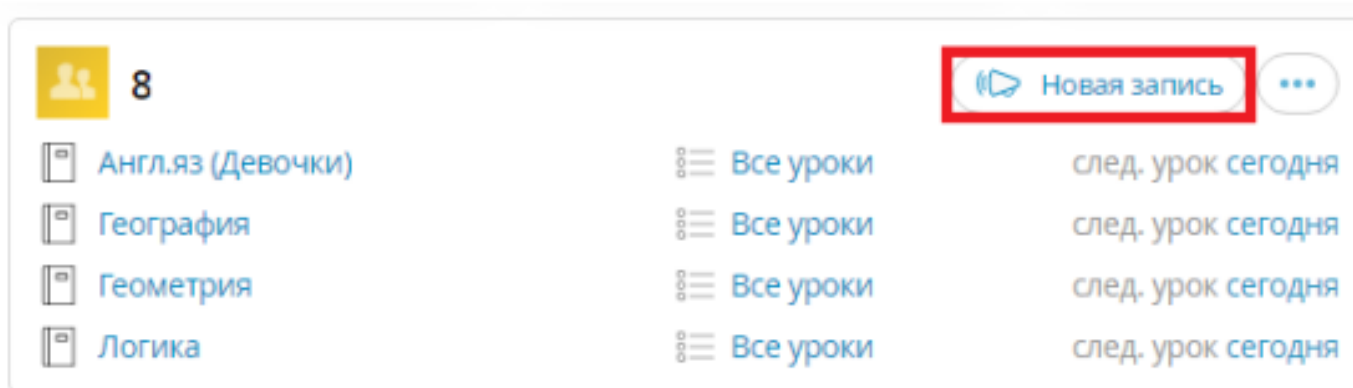 8 Новая запись •••
Англ.яз (Девочки) Все уроки след. урок сегодня
География Все уроки след. урок сегодня
Геометрия Все уроки след. урок сегодня
Логика Все уроки след. урок сегодня